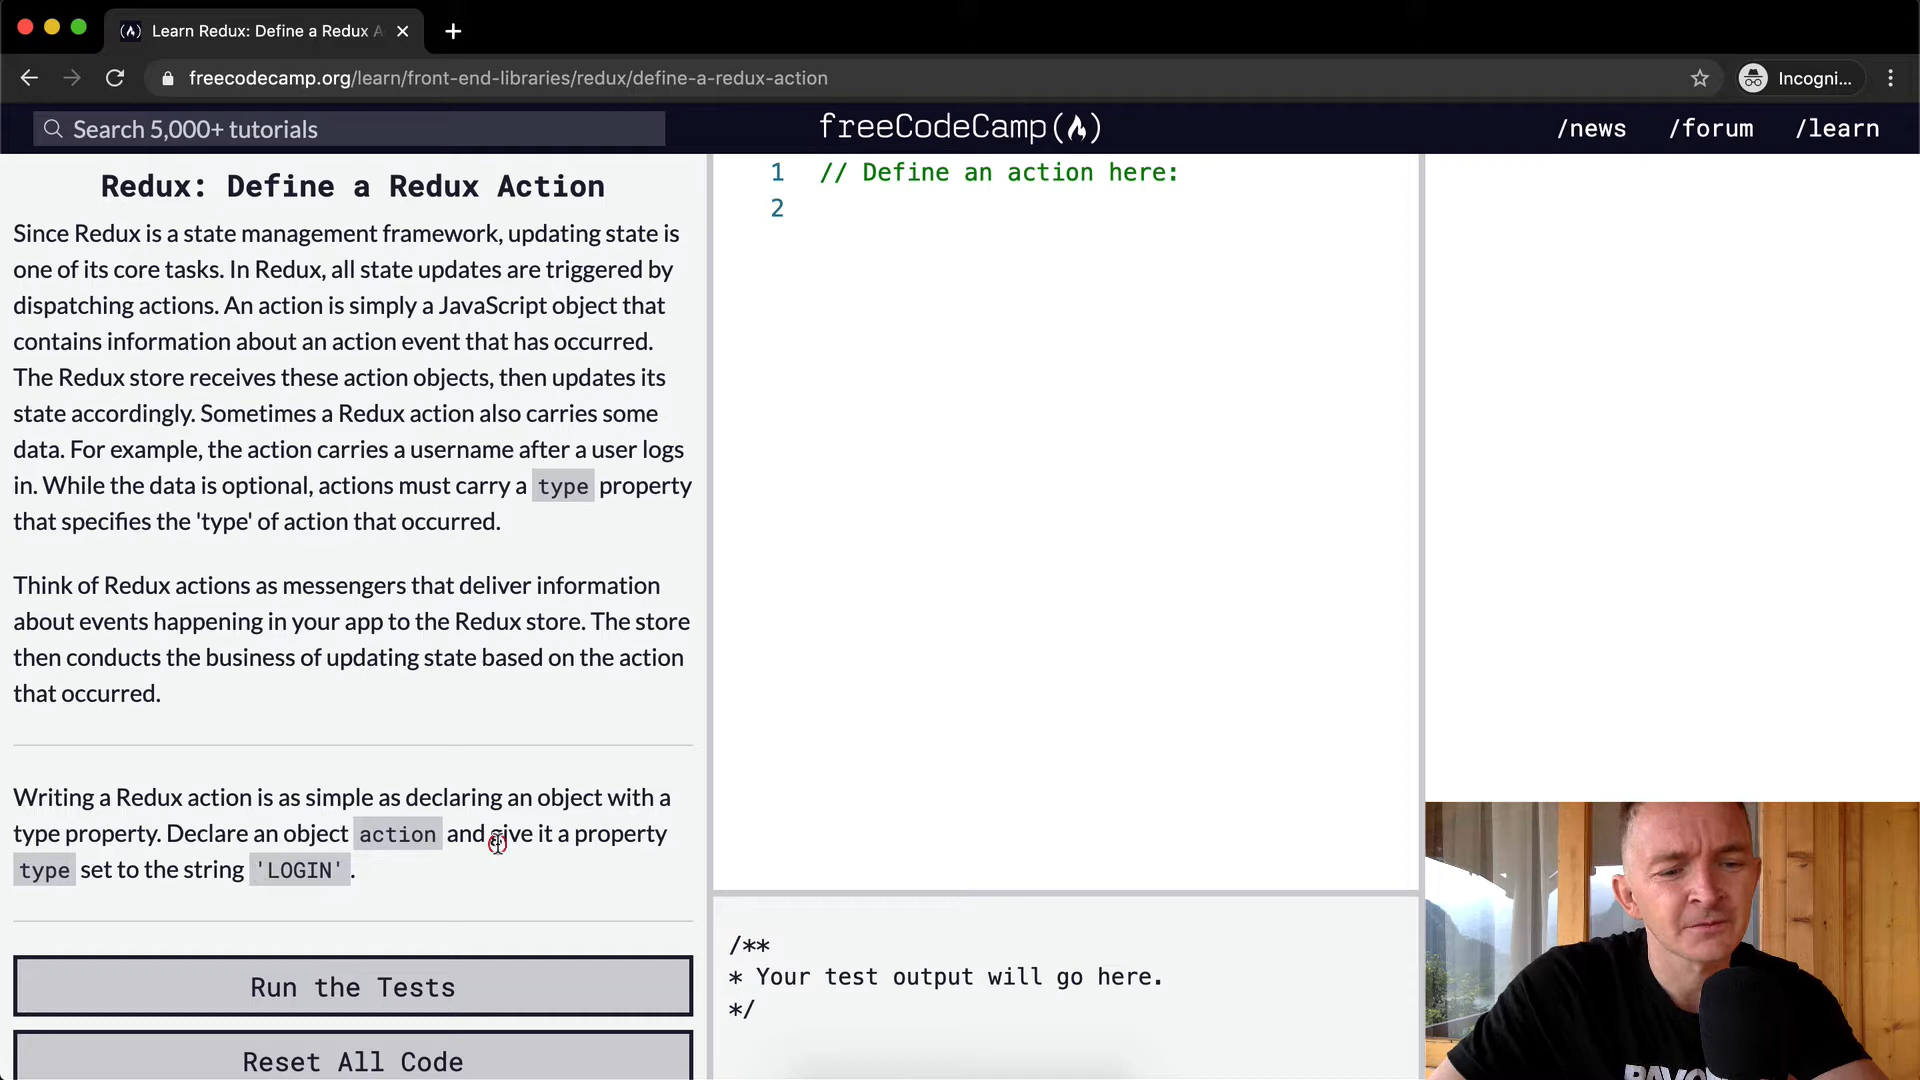 Learn Redux: Define a Redux A
freecodecamp.org/learn/front-end-libraries/redux/define-a-redux-action
Incogni...
Search 5,000+ tutorials
freeCodeCamp
/news
/forum
/learn
Redux: Define a Redux Action
Since Redux is a state management framework, updating state is
one of its core tasks. In Redux, all state updates are triggered by
dispatching actions. An action is simply a JavaScript object that
contains information about an action event that has occurred.
The Redux store receives these action objects, then updates its
state accordingly. Sometimes a Redux action also carries some
data. For example, the action carries a username after a user logs
in. While the data is optional, actions must carry a type property
that specifies the 'type' of action that occurred.
Think of Redux actions as messengers that deliver information
about events happening in your app to the Redux store. The store
then conducts the business of updating state based on the action
that occurred.
Writing a Redux action is as simple as declaring an object with a
type property. Declare an object action and give it a property
type set to the string 'LOGIN'.
Run the Tests
Reset All Code
1 // Define an action here:
2
/**
* Your test output will go here.
*/